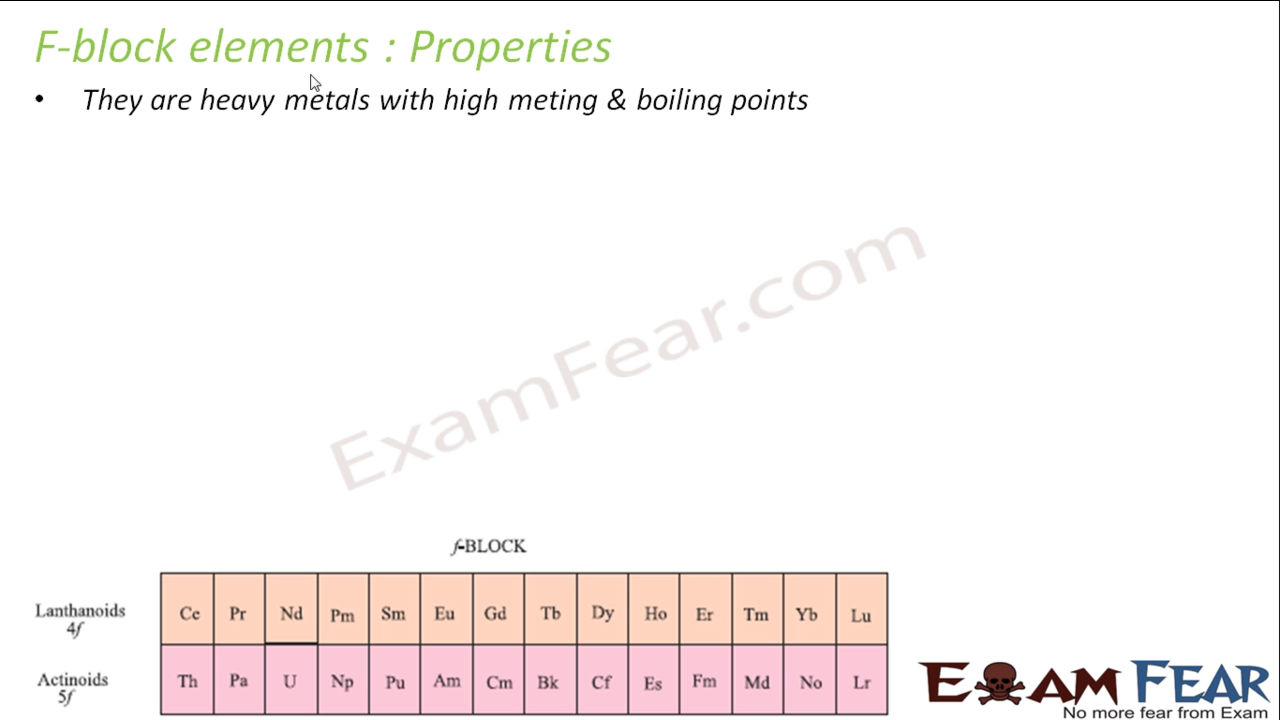 F-block elements : Properties
• They are heavy metals with high meting & boiling points
ExamFear.com
f-BLOCK
Lanthanoids
4f
Ce Pr Nd Pm Sm Eu Gd Tb Dy Ho Er Tm Yb Lu
Actinoids
5f
Th Pa U Np Pu Am Cm Bk Cf Es Fm Md No Lr
EXAM FEAR
No more fear from Exam